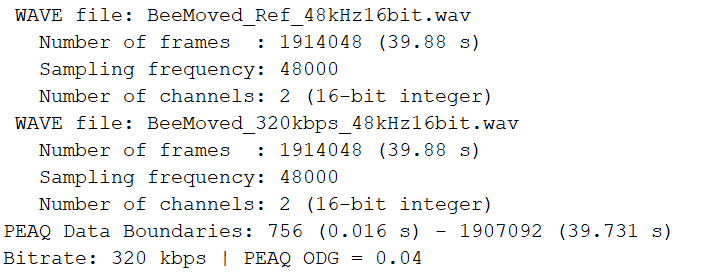 WAVE file: BeeMoved_Ref_48kHz16bit.wav
Number of frames : 1914048 (39.88 s)
Sampling frequency: 48000
Number of channels: 2 (16-bit integer)
WAVE file: BeeMoved_320kbps_48kHz16bit.wav
Number of frames : 1914048 (39.88 s)
Sampling frequency: 48000
Number of channels: 2 (16-bit integer)
PEAQ Data Boundaries: 756 (0.016 s) - 1907092 (39.731 s)
Bitrate: 320 kbps | PEAQ ODG = 0.04